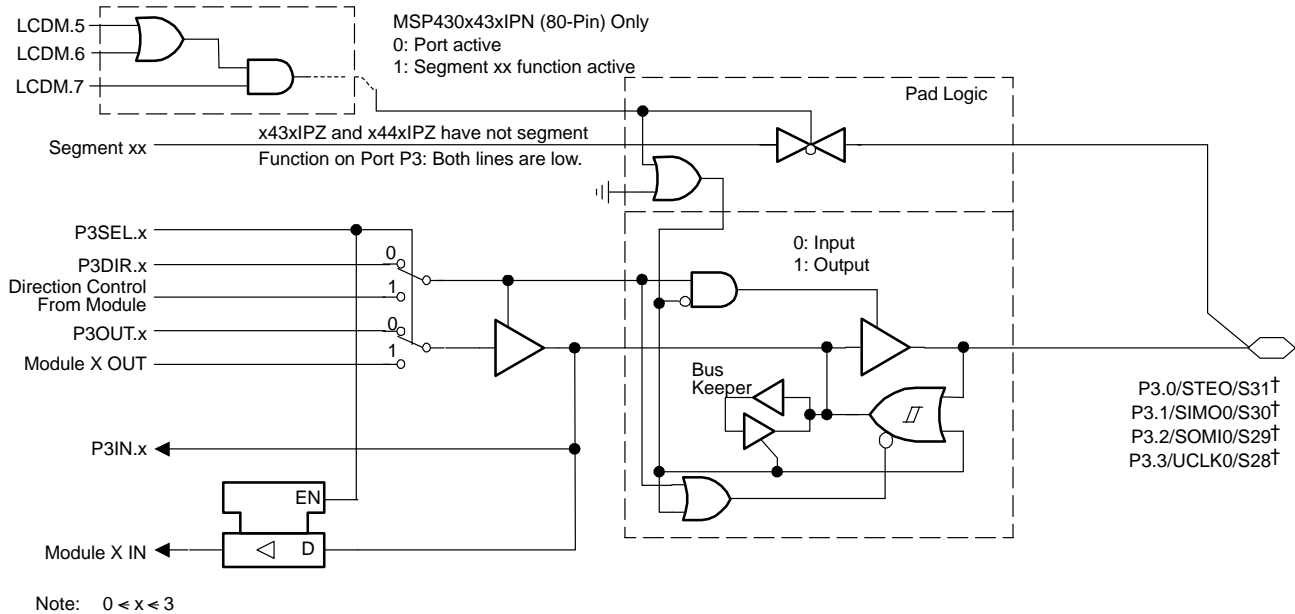 LCDM.5
LCDM.6
LCDM.7
MSP430x43xIPN (80-Pin) Only
0: Port active
1: Segment xx function active
Pad Logic
Segment xx
x43xIPZ and x44xIPZ have not segment
Function on Port P3: Both lines are low.
P3SEL.x
P3DIR.x
0
Direction Control
From Module
1
P3OUT.x
0
Module X OUT
1
0: Input
1: Output
Bus
Keeper
P3IN.x
EN
Module X IN
D
P3.0/STEO/S31†
P3.1/SIMO0/S30†
P3.2/SOMI0/S29†
P3.3/UCLK0/S28†
Note: 0 < x < 3